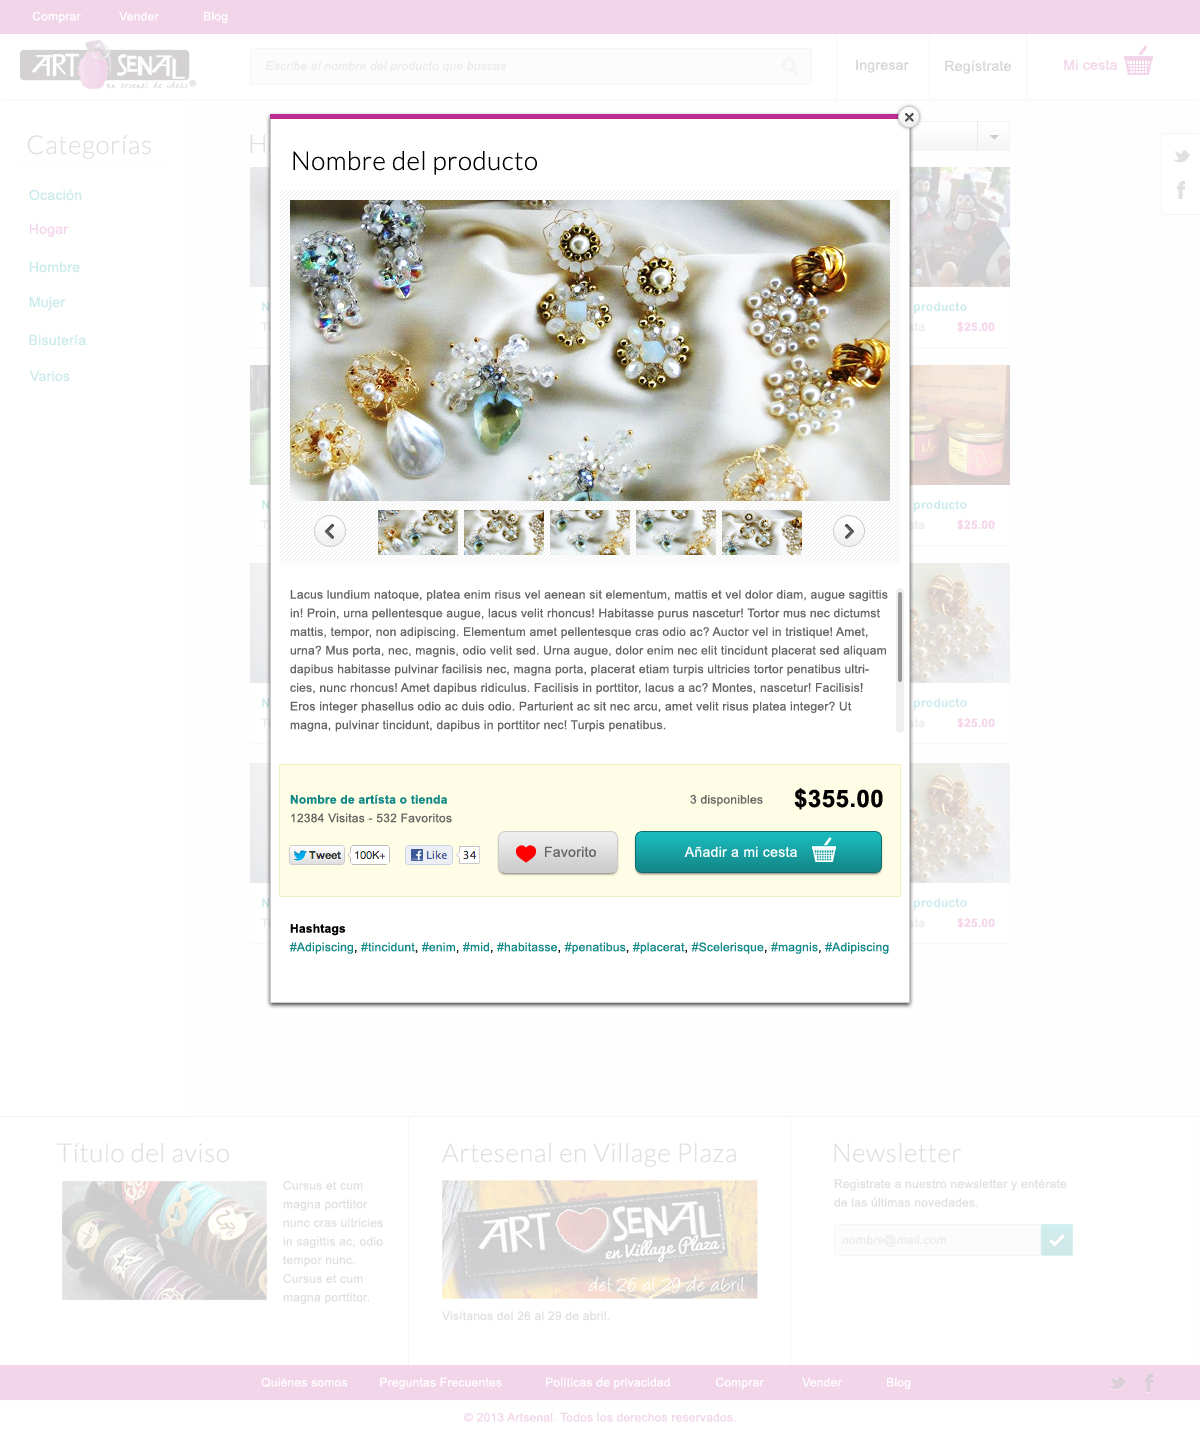 Comprar Vender Blog
ART SENAL
un arsenal de ideas®
Escribe el nombre del producto que buscas
Ingresar
Regístrate
Mi cesta
Categorías
Ocación
Hogar
Hombre
Mujer
Bisutería
Varios
Nombre del producto
producto
$25.00
producto
$25.00
producto
$25.00
producto
$25.00
Lacus lundium natoque, platea enim risus vel aenean sit elementum, mattis et vel dolor diam, augue sagittis
in! Proin, urna pellentesque augue, lacus velit rhoncus! Habitasse purus nascetur! Tortor mus nec dictumst
mattis, tempor, non adipiscing. Elementum amet pellentesque cras odio ac? Auctor vel in tristique! Amet,
urna? Mus porta, nec, magnis, odio velit sed. Urna augue, dolor enim nec elit tincidunt placerat sed aliquam
dapibus habitasse pulvinar facilisis nec, magna porta, placerat etiam turpis ultricies tortor penatibus ultri-
cies, nunc rhoncus! Amet dapibus ridiculus. Facilisis in porttitor, lacus a ac? Montes, nascetur! Facilisis!
Eros integer phasellus odio ac duis odio. Parturient ac sit nec arcu, amet velit risus platea integer? Ut
magna, pulvinar tincidunt, dapibus in porttitor nec! Turpis penatibus.
Nombre de artísta o tienda
12384 Visitas - 532 Favoritos
3 disponibles
$355.00
Tweet 100K+
Like 34
Favorito
Añadir a mi cesta
Hashtags
#Adipiscing, #tincidunt, #enim, #mid, #habitasse, #penatibus, #placerat, #Scelerisque, #magnis, #Adipiscing
Título del aviso
Cursus et cum
magna porttitor
nunc cras ultricies
in sagittis ac, odio
tempor nunc.
Cursus et cum
magna porttitor.
Artesenal en Village Plaza
ART SENAL
en Village Plaza
del 26 al 29 de abril
Visítanos del 26 al 29 de abril.
Newsletter
Registrate a nuestro newsletter y entérate
de las últimas novedades.
nombre@mail.com
Quiénes somos Preguntas Frecuentes Políticas de privacidad Comprar Vender Blog
© 2013 Artsenal. Todos los derechos reservados.